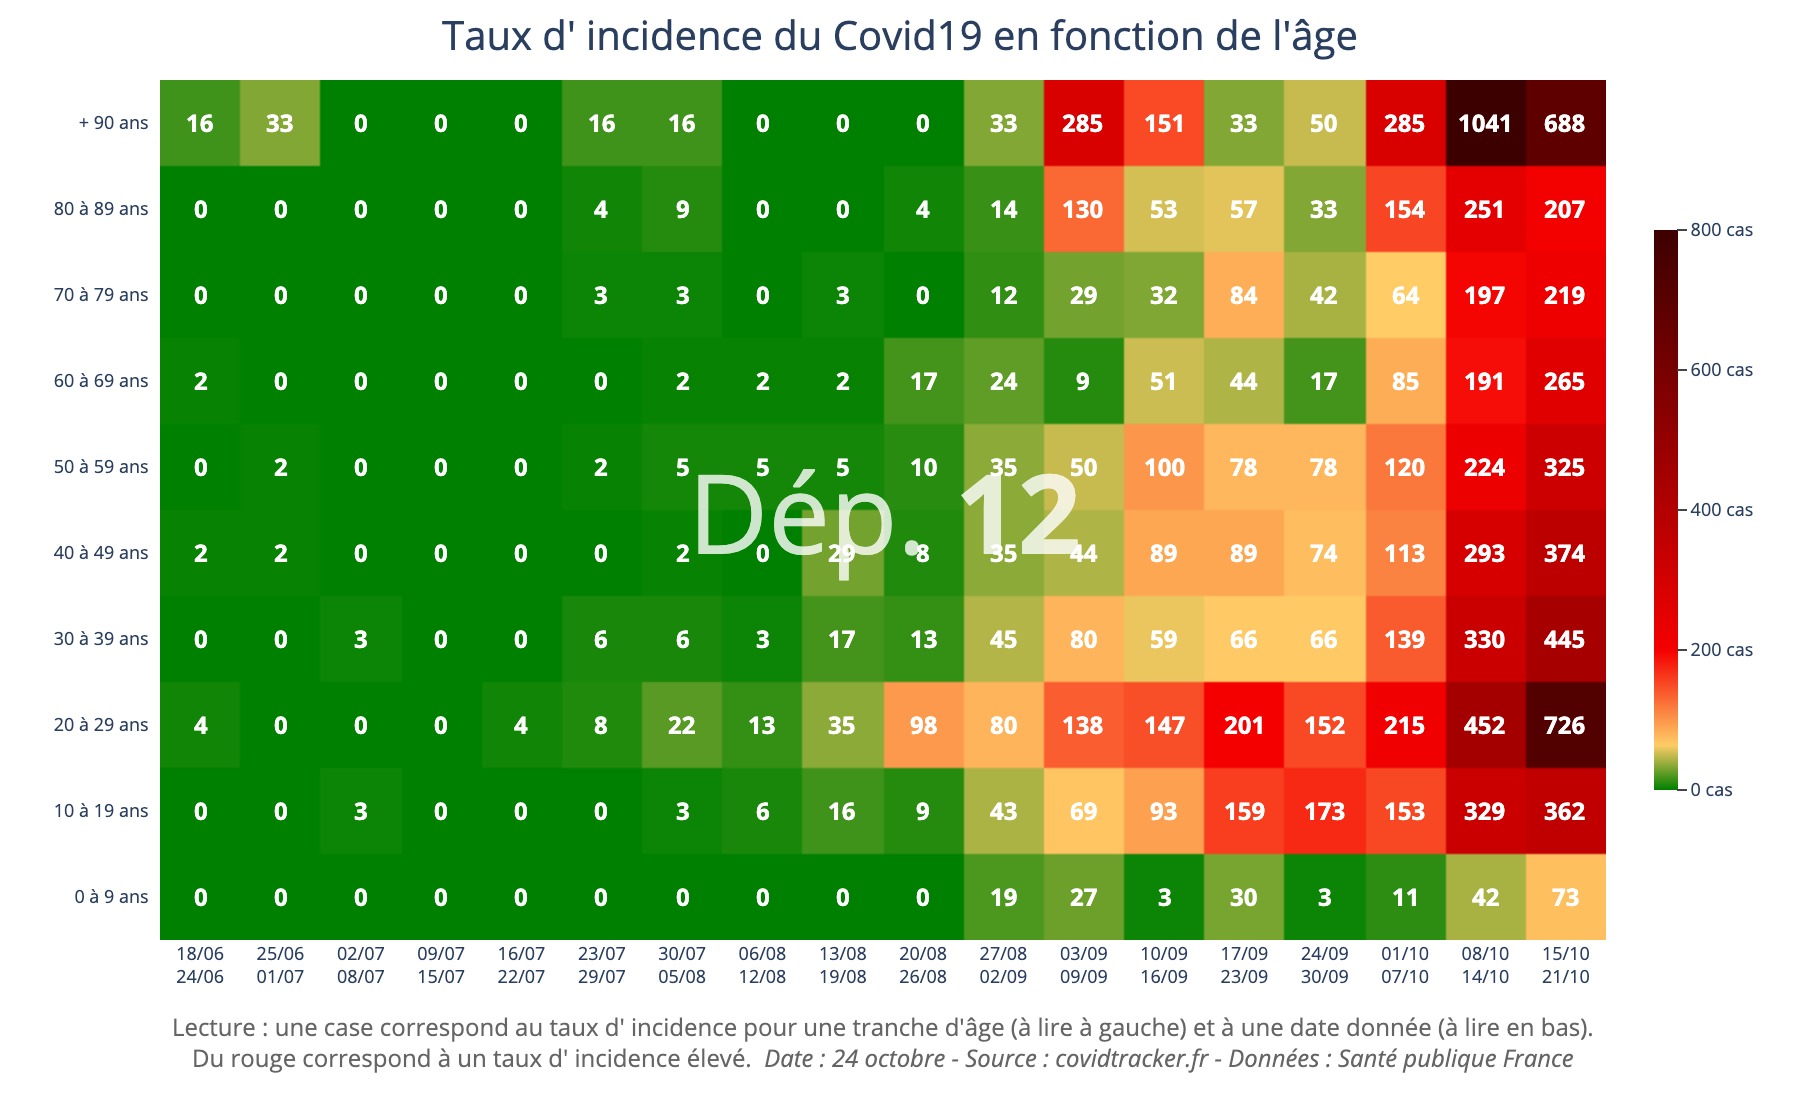 Taux d' incidence du Covid19 en fonction de l'âge
+ 90 ans 16 33 0 0 0 16 16 0 0 0 33 285 151 33 50 285 1041 688
80 à 89 ans 0 0 0 0 0 4 9 0 0 4 14 130 53 57 33 154 251 207
70 à 79 ans 0 0 0 0 0 3 3 0 3 0 12 29 32 84 42 64 197 219
60 à 69 ans 2 0 0 0 0 0 2 2 2 17 24 9 51 44 17 85 191 265
50 à 59 ans 0 2 0 0 0 2 5 5 5 10 35 50 100 78 78 120 224 325
Dép. 12
40 à 49 ans 2 2 0 0 0 0 2 0 29 8 35 44 89 89 74 113 293 374
30 à 39 ans 0 0 3 0 0 6 6 3 17 13 45 80 59 66 66 139 330 445
20 à 29 ans 4 0 0 0 4 8 22 13 35 98 80 138 147 201 152 215 452 726
10 à 19 ans 0 0 3 0 0 0 3 6 16 9 43 69 93 159 173 153 329 362
0 à 9 ans 0 0 0 0 0 0 0 0 0 0 19 27 3 30 3 11 42 73
18/06 25/06 02/07 09/07 16/07 23/07 30/07 06/08 13/08 20/08 27/08 03/09 10/09 17/09 24/09 01/10 08/10 15/10
24/06 01/07 08/07 15/07 22/07 29/07 05/08 12/08 19/08 26/08 02/09 09/09 16/09 23/09 30/09 07/10 14/10 21/10
800 cas
600 cas
400 cas
200 cas
0 cas
Lecture : une case correspond au taux d' incidence pour une tranche d'âge (à lire à gauche) et à une date donnée (à lire en bas).
Du rouge correspond à un taux d' incidence élevé. Date : 24 octobre - Source : covidtracker.fr - Données : Santé publique France